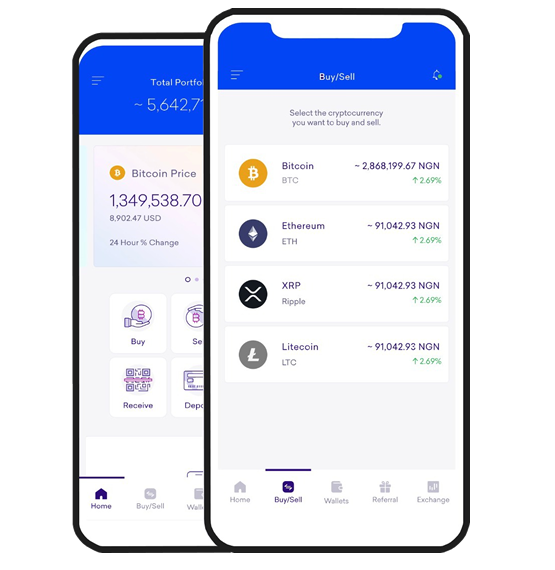 Total Portfo
~ 5,642,71
Bitcoin Price
1,349,538.70
8,902.47 USD
24 Hour % Change
Buy
Se
Receive
Depo
Home
Buy/Sell
Walle
Buy/Sell
Select the cryptocurrency
you want to buy and sell.
Bitcoin
~ 2,868,199.67 NGN
BTC
↑ 2.69%
Ethereum
~ 91,042.93 NGN
ETH
↑ 2.69%
XRP
~ 91,042.93 NGN
Ripple
↑ 2.69%
Litecoin
~ 91,042.93 NGN
LTC
↑ 2.69%
Home
Buy/Sell
Wallets
Referral
Exchange